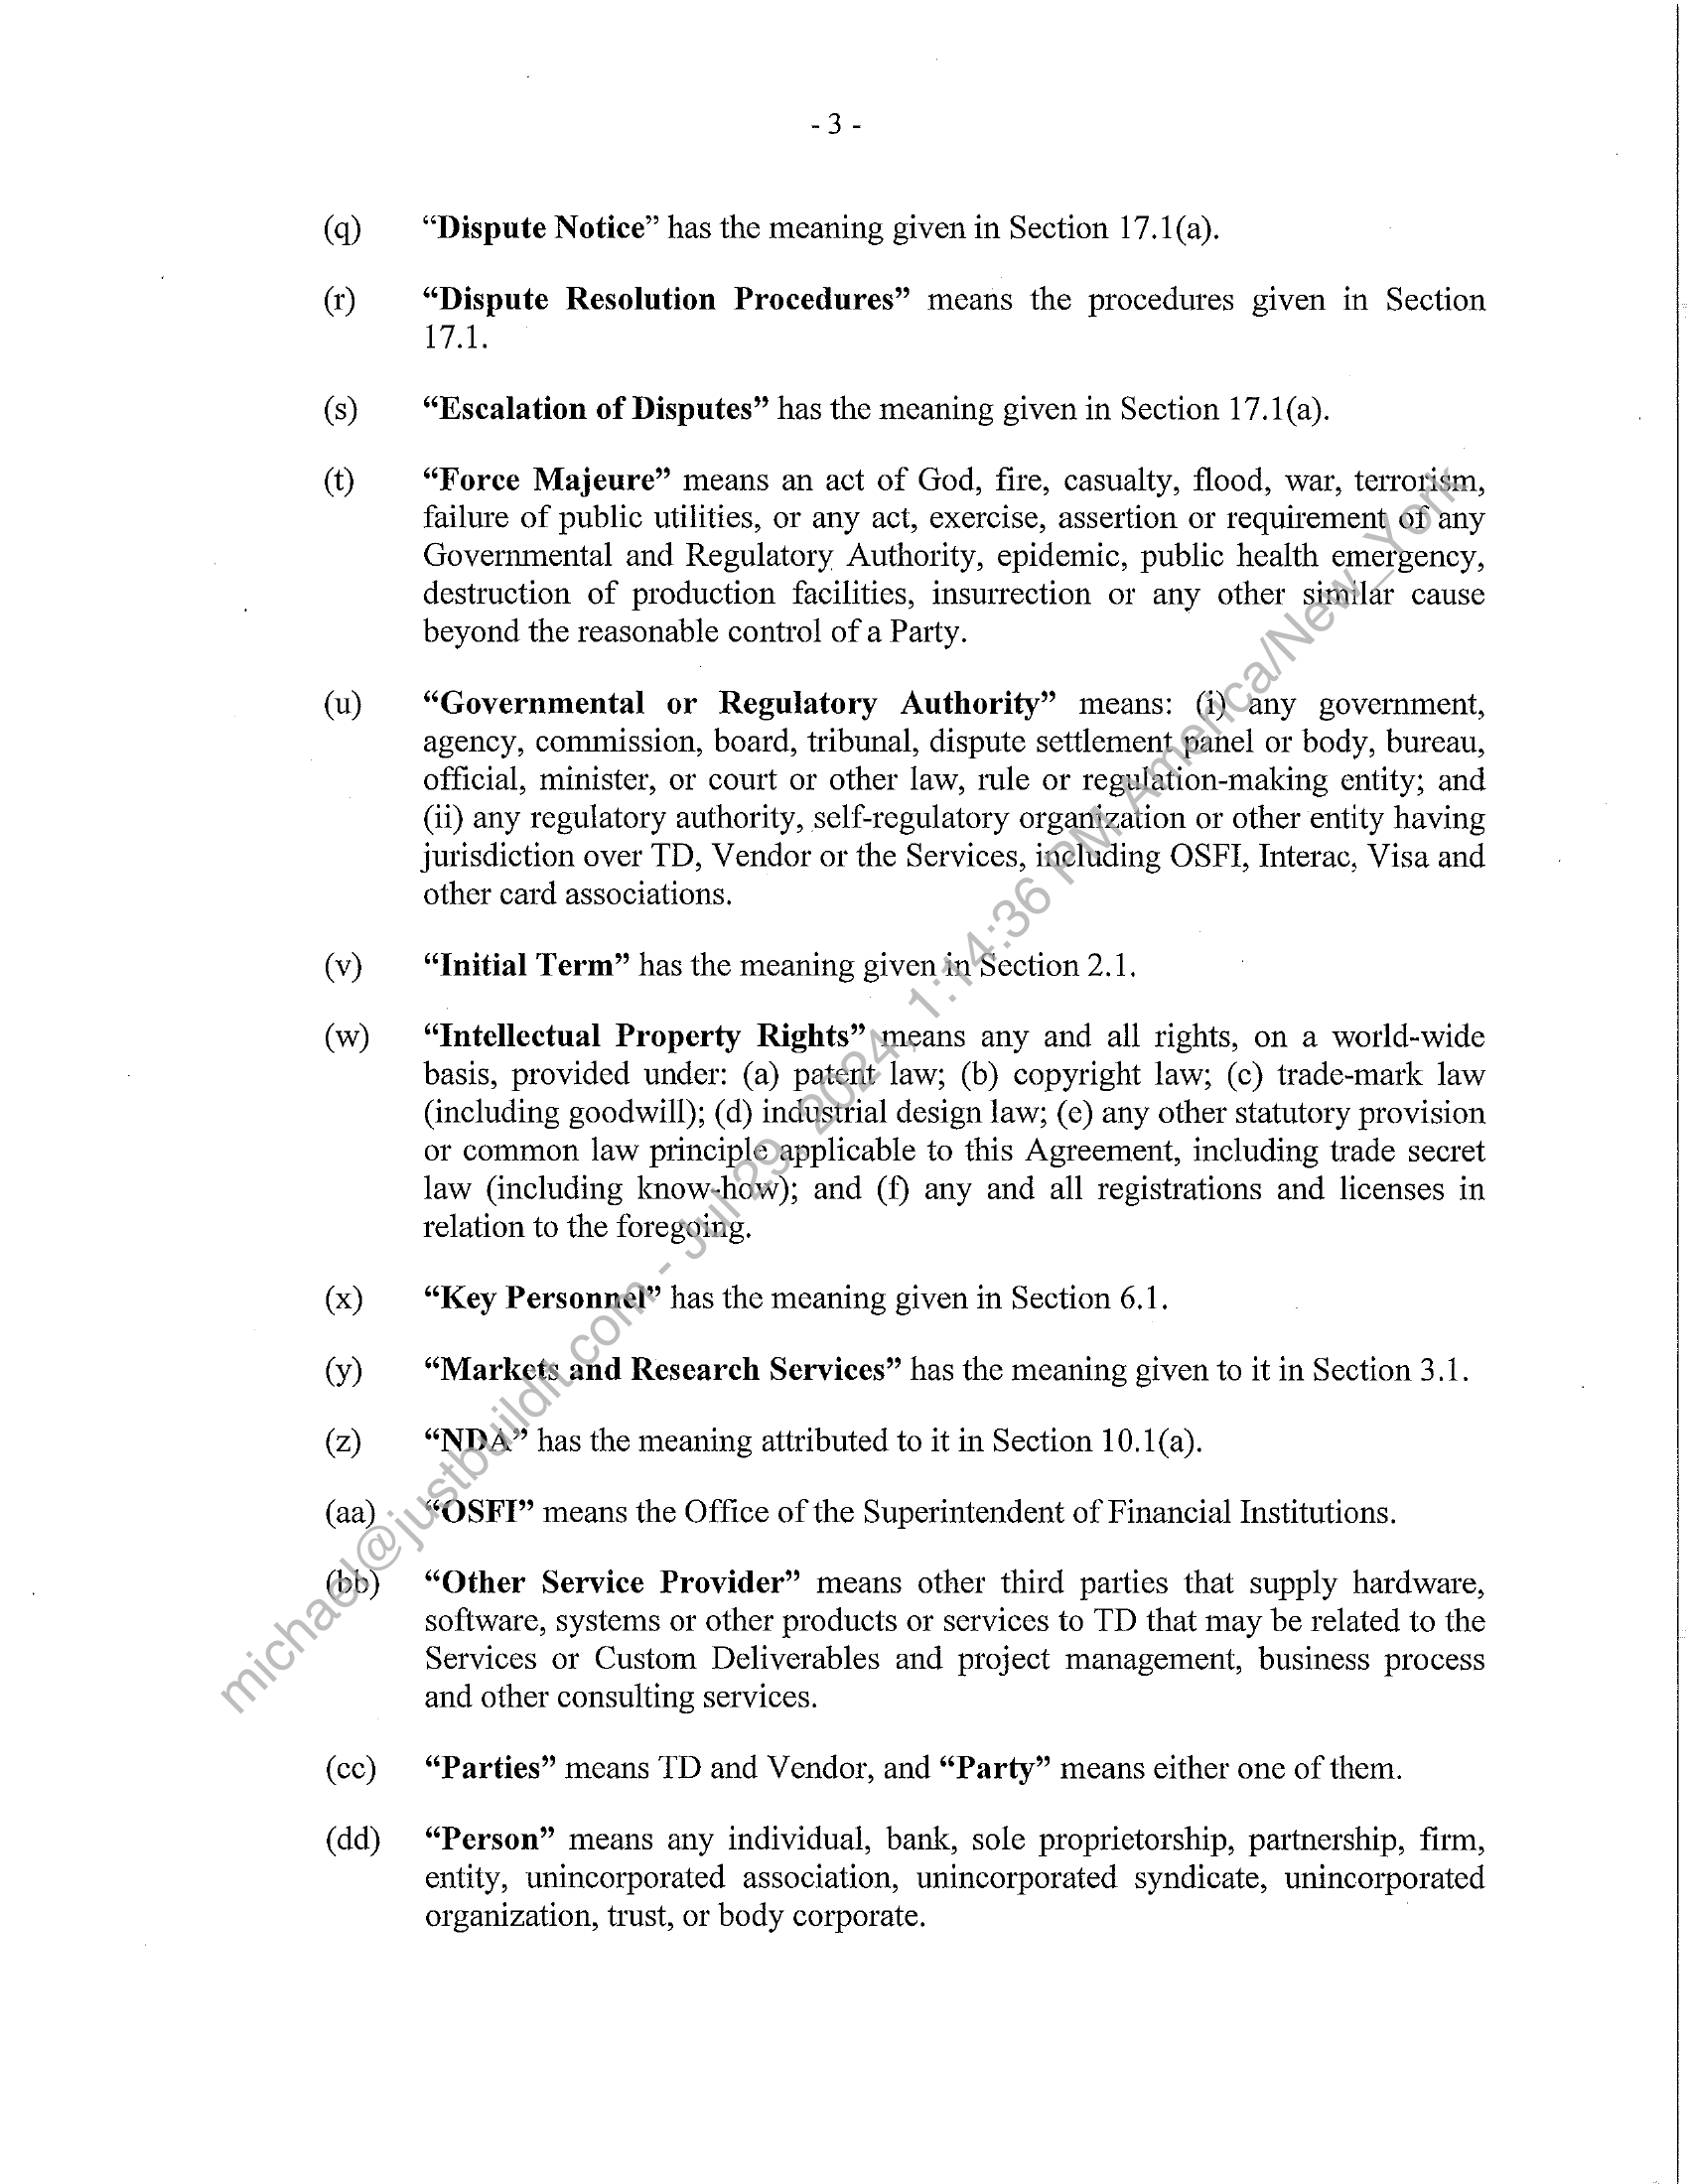 - 3 -
(q) “Dispute Notice” has the meaning given in Section 17.1(a).
(r) “Dispute Resolution Procedures” means the procedures given in Section
17.1.
(s) “Escalation of Disputes” has the meaning given in Section 17.1(a).
(t) “Force Majeure” means an act of God, fire, casualty, flood, war, terrorism,
failure of public utilities, or any act, exercise, assertion or requirement of any
Governmental and Regulatory Authority, epidemic, public health emergency,
destruction of production facilities, insurrection or any other similar cause
beyond the reasonable control of a Party.
(u) “Governmental or Regulatory Authority” means: (i) any government,
agency, commission, board, tribunal, dispute settlement panel or body, bureau,
official, minister, or court or other law, rule or regulation-making entity; and
(ii) any regulatory authority, self-regulatory organization or other entity having
jurisdiction over TD, Vendor or the Services, including OSFI, Interac, Visa and
other card associations.
(v) “Initial Term” has the meaning given in Section 2.1.
(w) “Intellectual Property Rights” means any and all rights, on a world-wide
basis, provided under: (a) patent law; (b) copyright law; (c) trade-mark law
(including goodwill); (d) industrial design law; (e) any other statutory provision
or common law principle applicable to this Agreement, including trade secret
law (including know-how); and (f) any and all registrations and licenses in
relation to the foregoing.
(x) “Key Personnel” has the meaning given in Section 6.1.
(y) “Markets and Research Services” has the meaning given to it in Section 3.1.
(z) “NDA” has the meaning attributed to it in Section 10.1(a).
(aa) “OSFI” means the Office of the Superintendent of Financial Institutions.
(bb) “Other Service Provider” means other third parties that supply hardware,
software, systems or other products or services to TD that may be related to the
Services or Custom Deliverables and project management, business process
and other consulting services.
(cc) “Parties” means TD and Vendor, and “Party” means either one of them.
(dd) “Person” means any individual, bank, sole proprietorship, partnership, firm,
entity, unincorporated association, unincorporated syndicate, unincorporated
organization, trust, or body corporate.
michael@justbuildit.com - Jul 29, 2024, 1:14:36 PM America/New_York